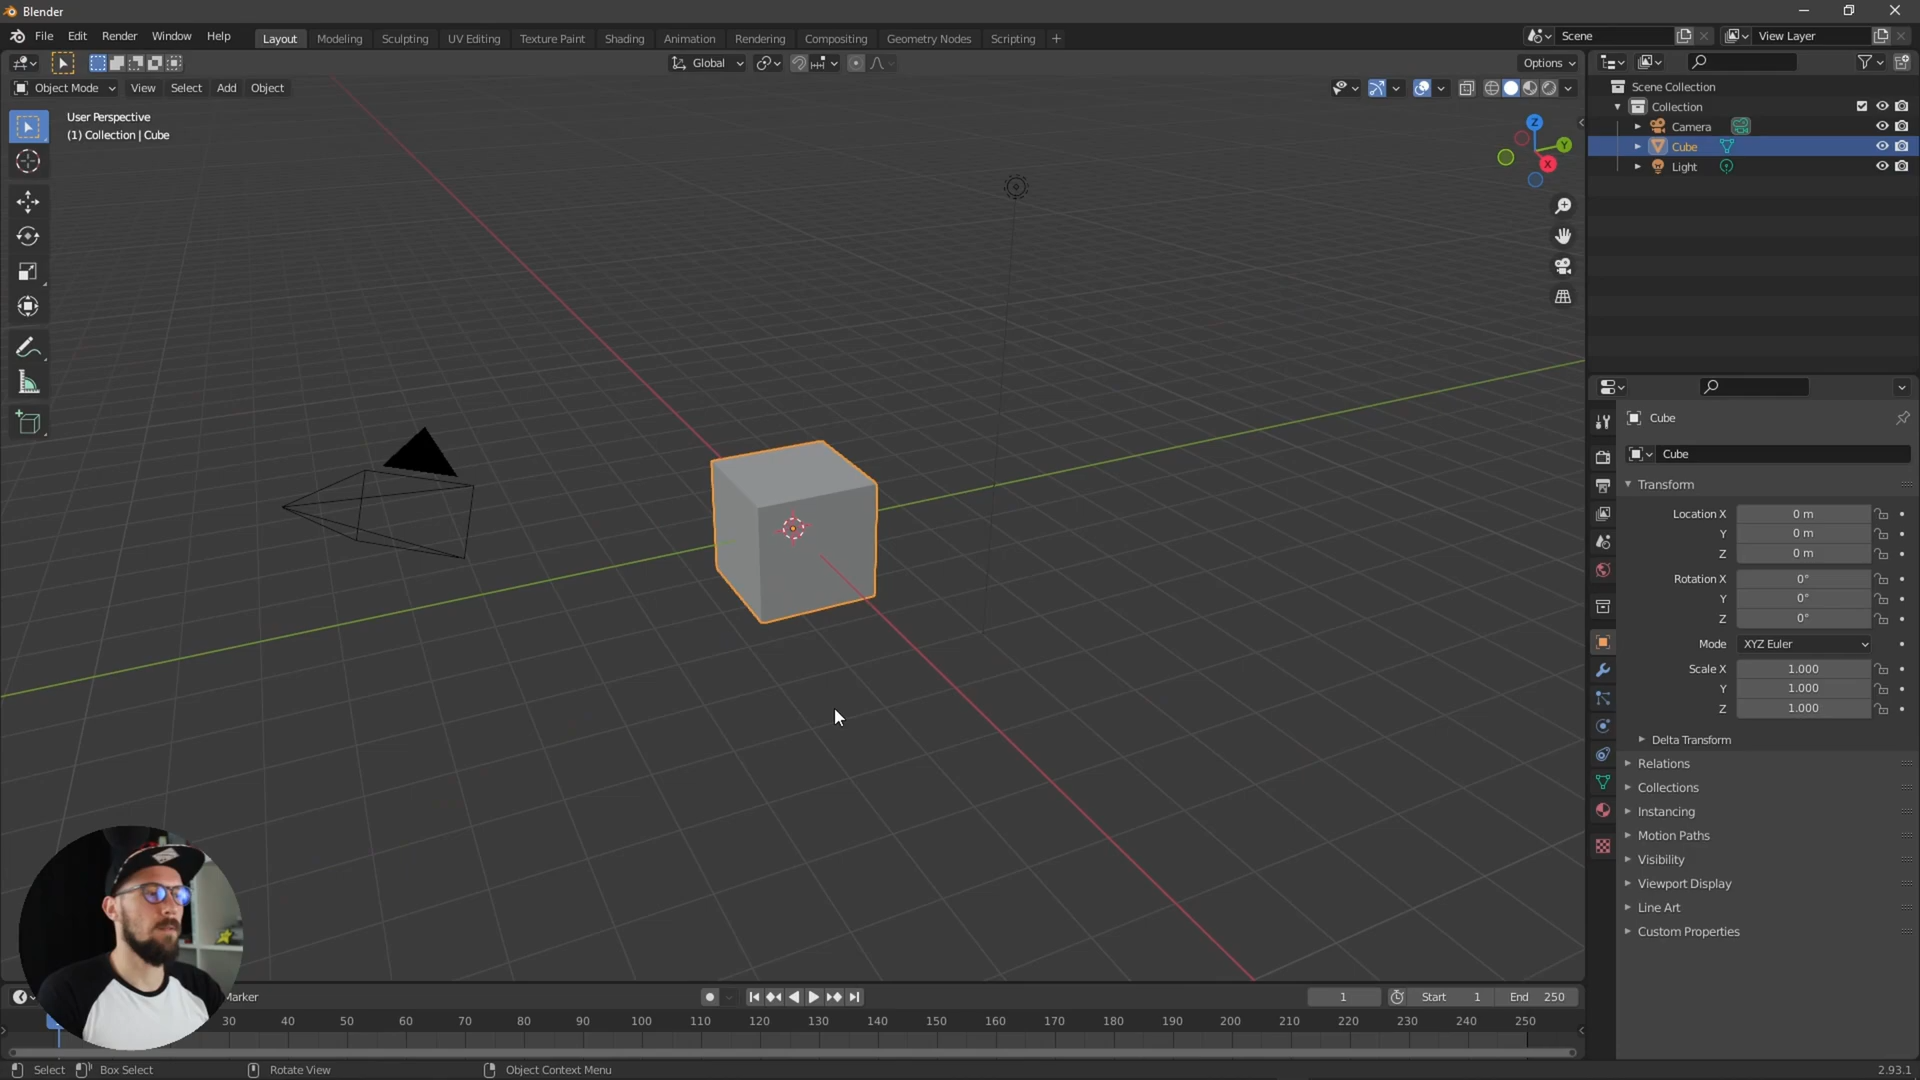 Blender
File Edit Render Window Help
Layout Modeling Sculpting UV Editing Texture Paint Shading Animation Rendering Compositing Geometry Nodes Scripting +
Scene
View Layer
Global
Options
Object Mode View Select Add Object
User Perspective
(1) Collection | Cube
Z
Y
X
Scene Collection
Collection
Camera
Cube
Light
Cube
Cube
Transform
Location X 0 m
Y 0 m
Z 0 m
Rotation X 0°
Y 0°
Z 0°
Mode XYZ Euler
Scale X 1.000
Y 1.000
Z 1.000
Delta Transform
Relations
Collections
Instancing
Motion Paths
Visibility
Viewport Display
Line Art
Custom Properties
Marker
1
Start 1
End 250
30 40 50 60 70 80 90 100 110 120 130 140 150 160 170 180 190 200 210 220 230 240 250
Select Box Select Rotate View Object Context Menu 2.93.1